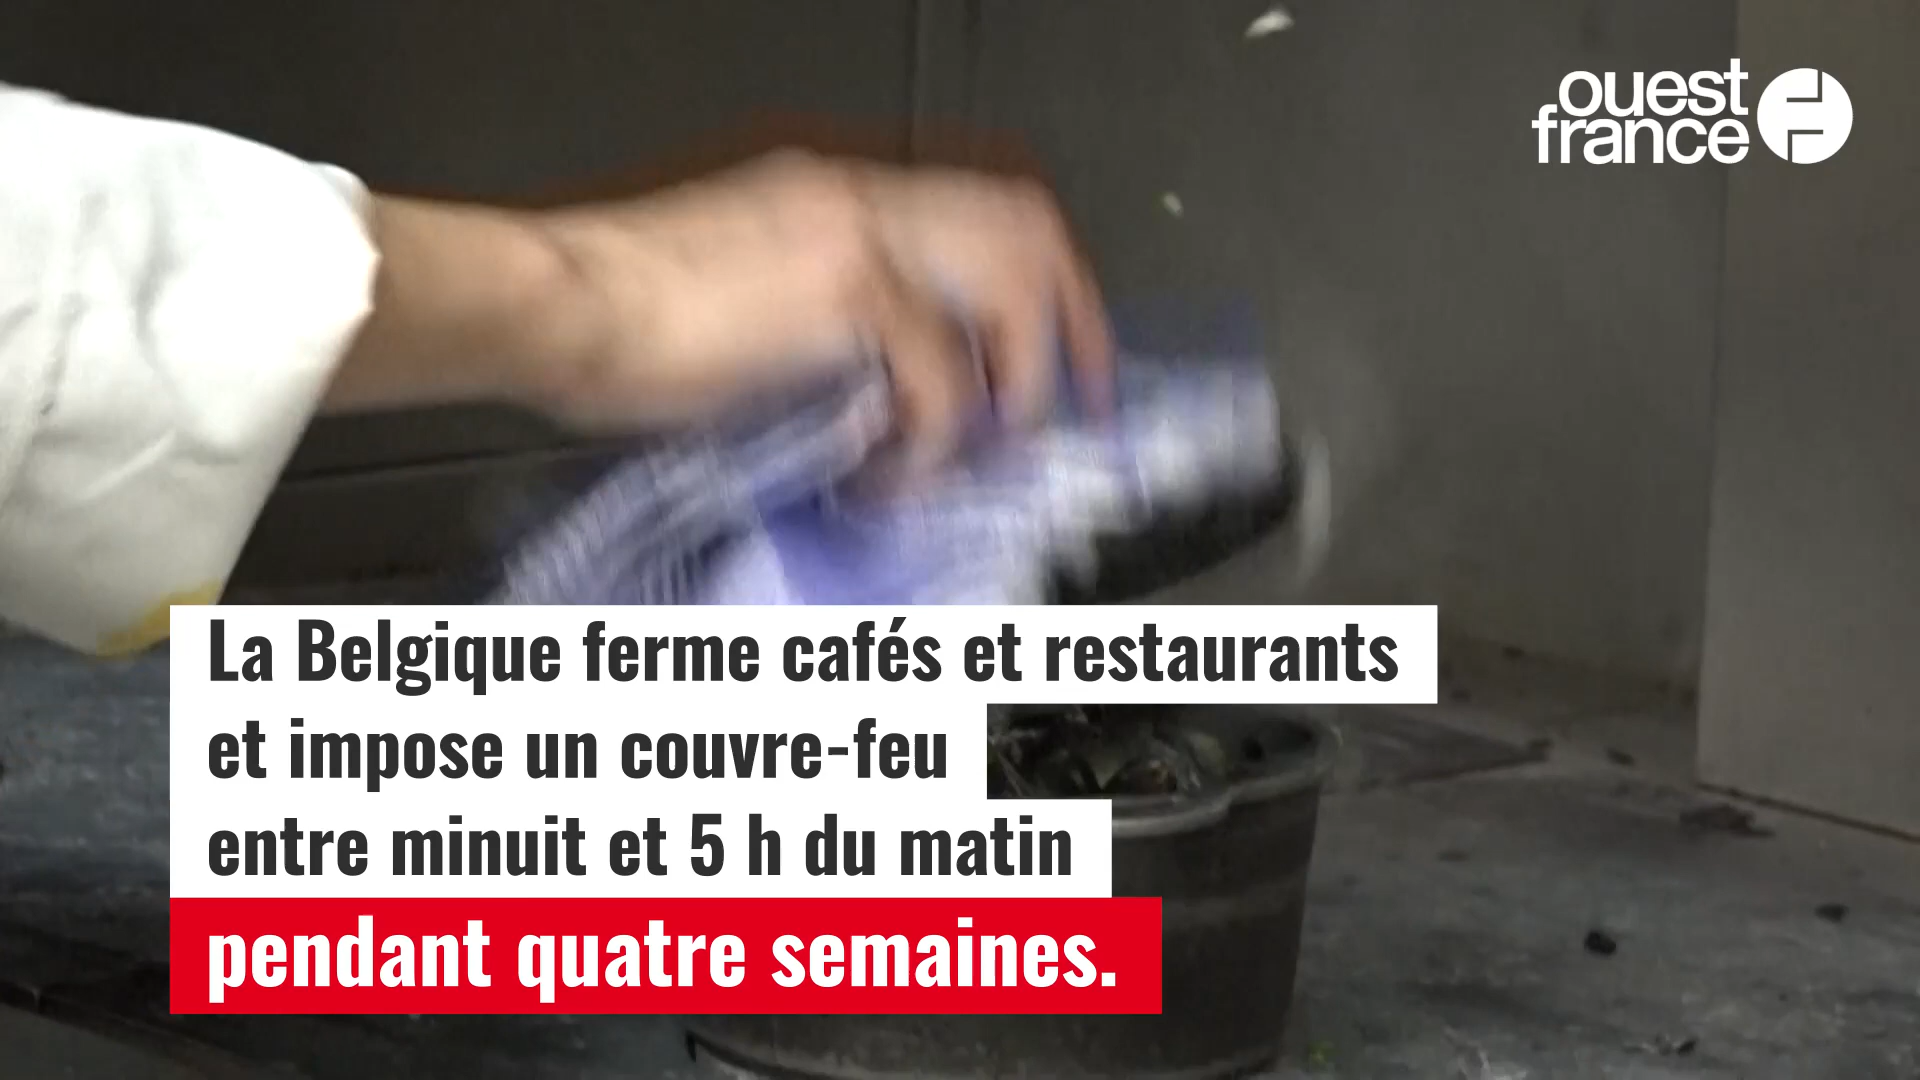 ouest
france
La Belgique ferme cafés et restaurants
et impose un couvre-feu
entre minuit et 5 h du matin
pendant quatre semaines.